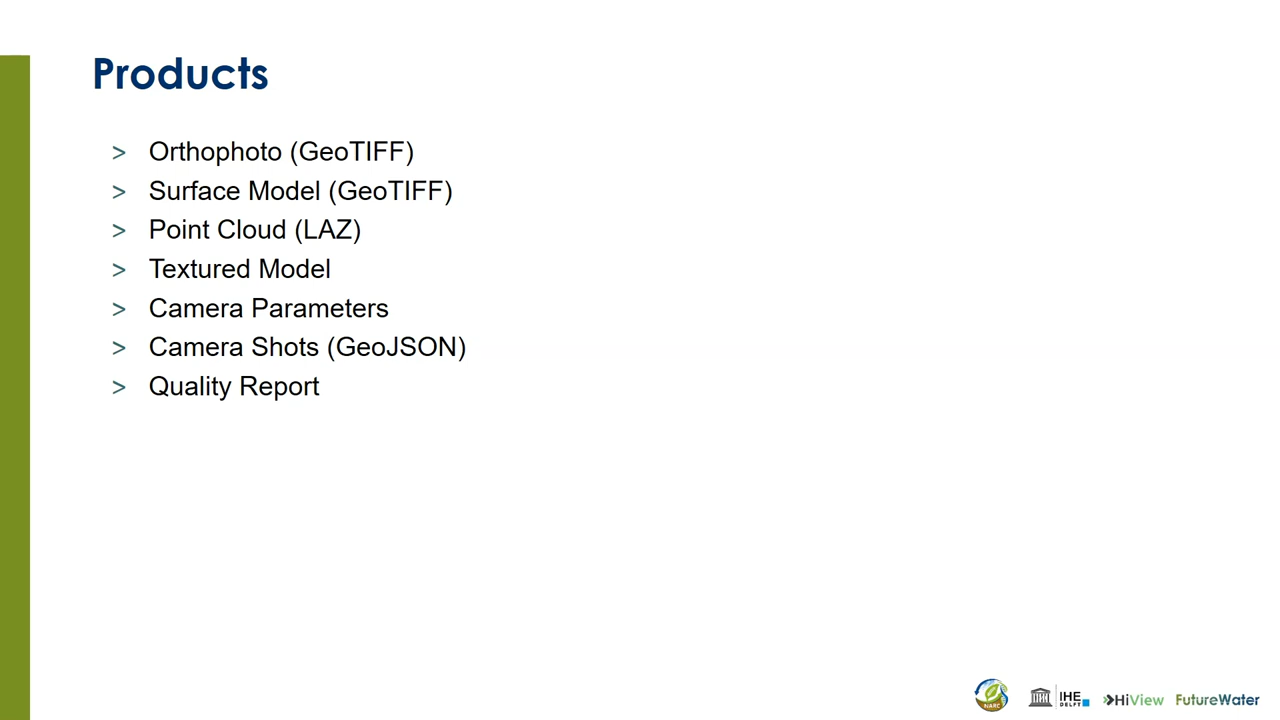 Products
> Orthophoto (GeoTIFF)
> Surface Model (GeoTIFF)
> Point Cloud (LAZ)
> Textured Model
> Camera Parameters
> Camera Shots (GeoJSON)
> Quality Report
NARC
IHE
DELFT
HiView
FutureWater